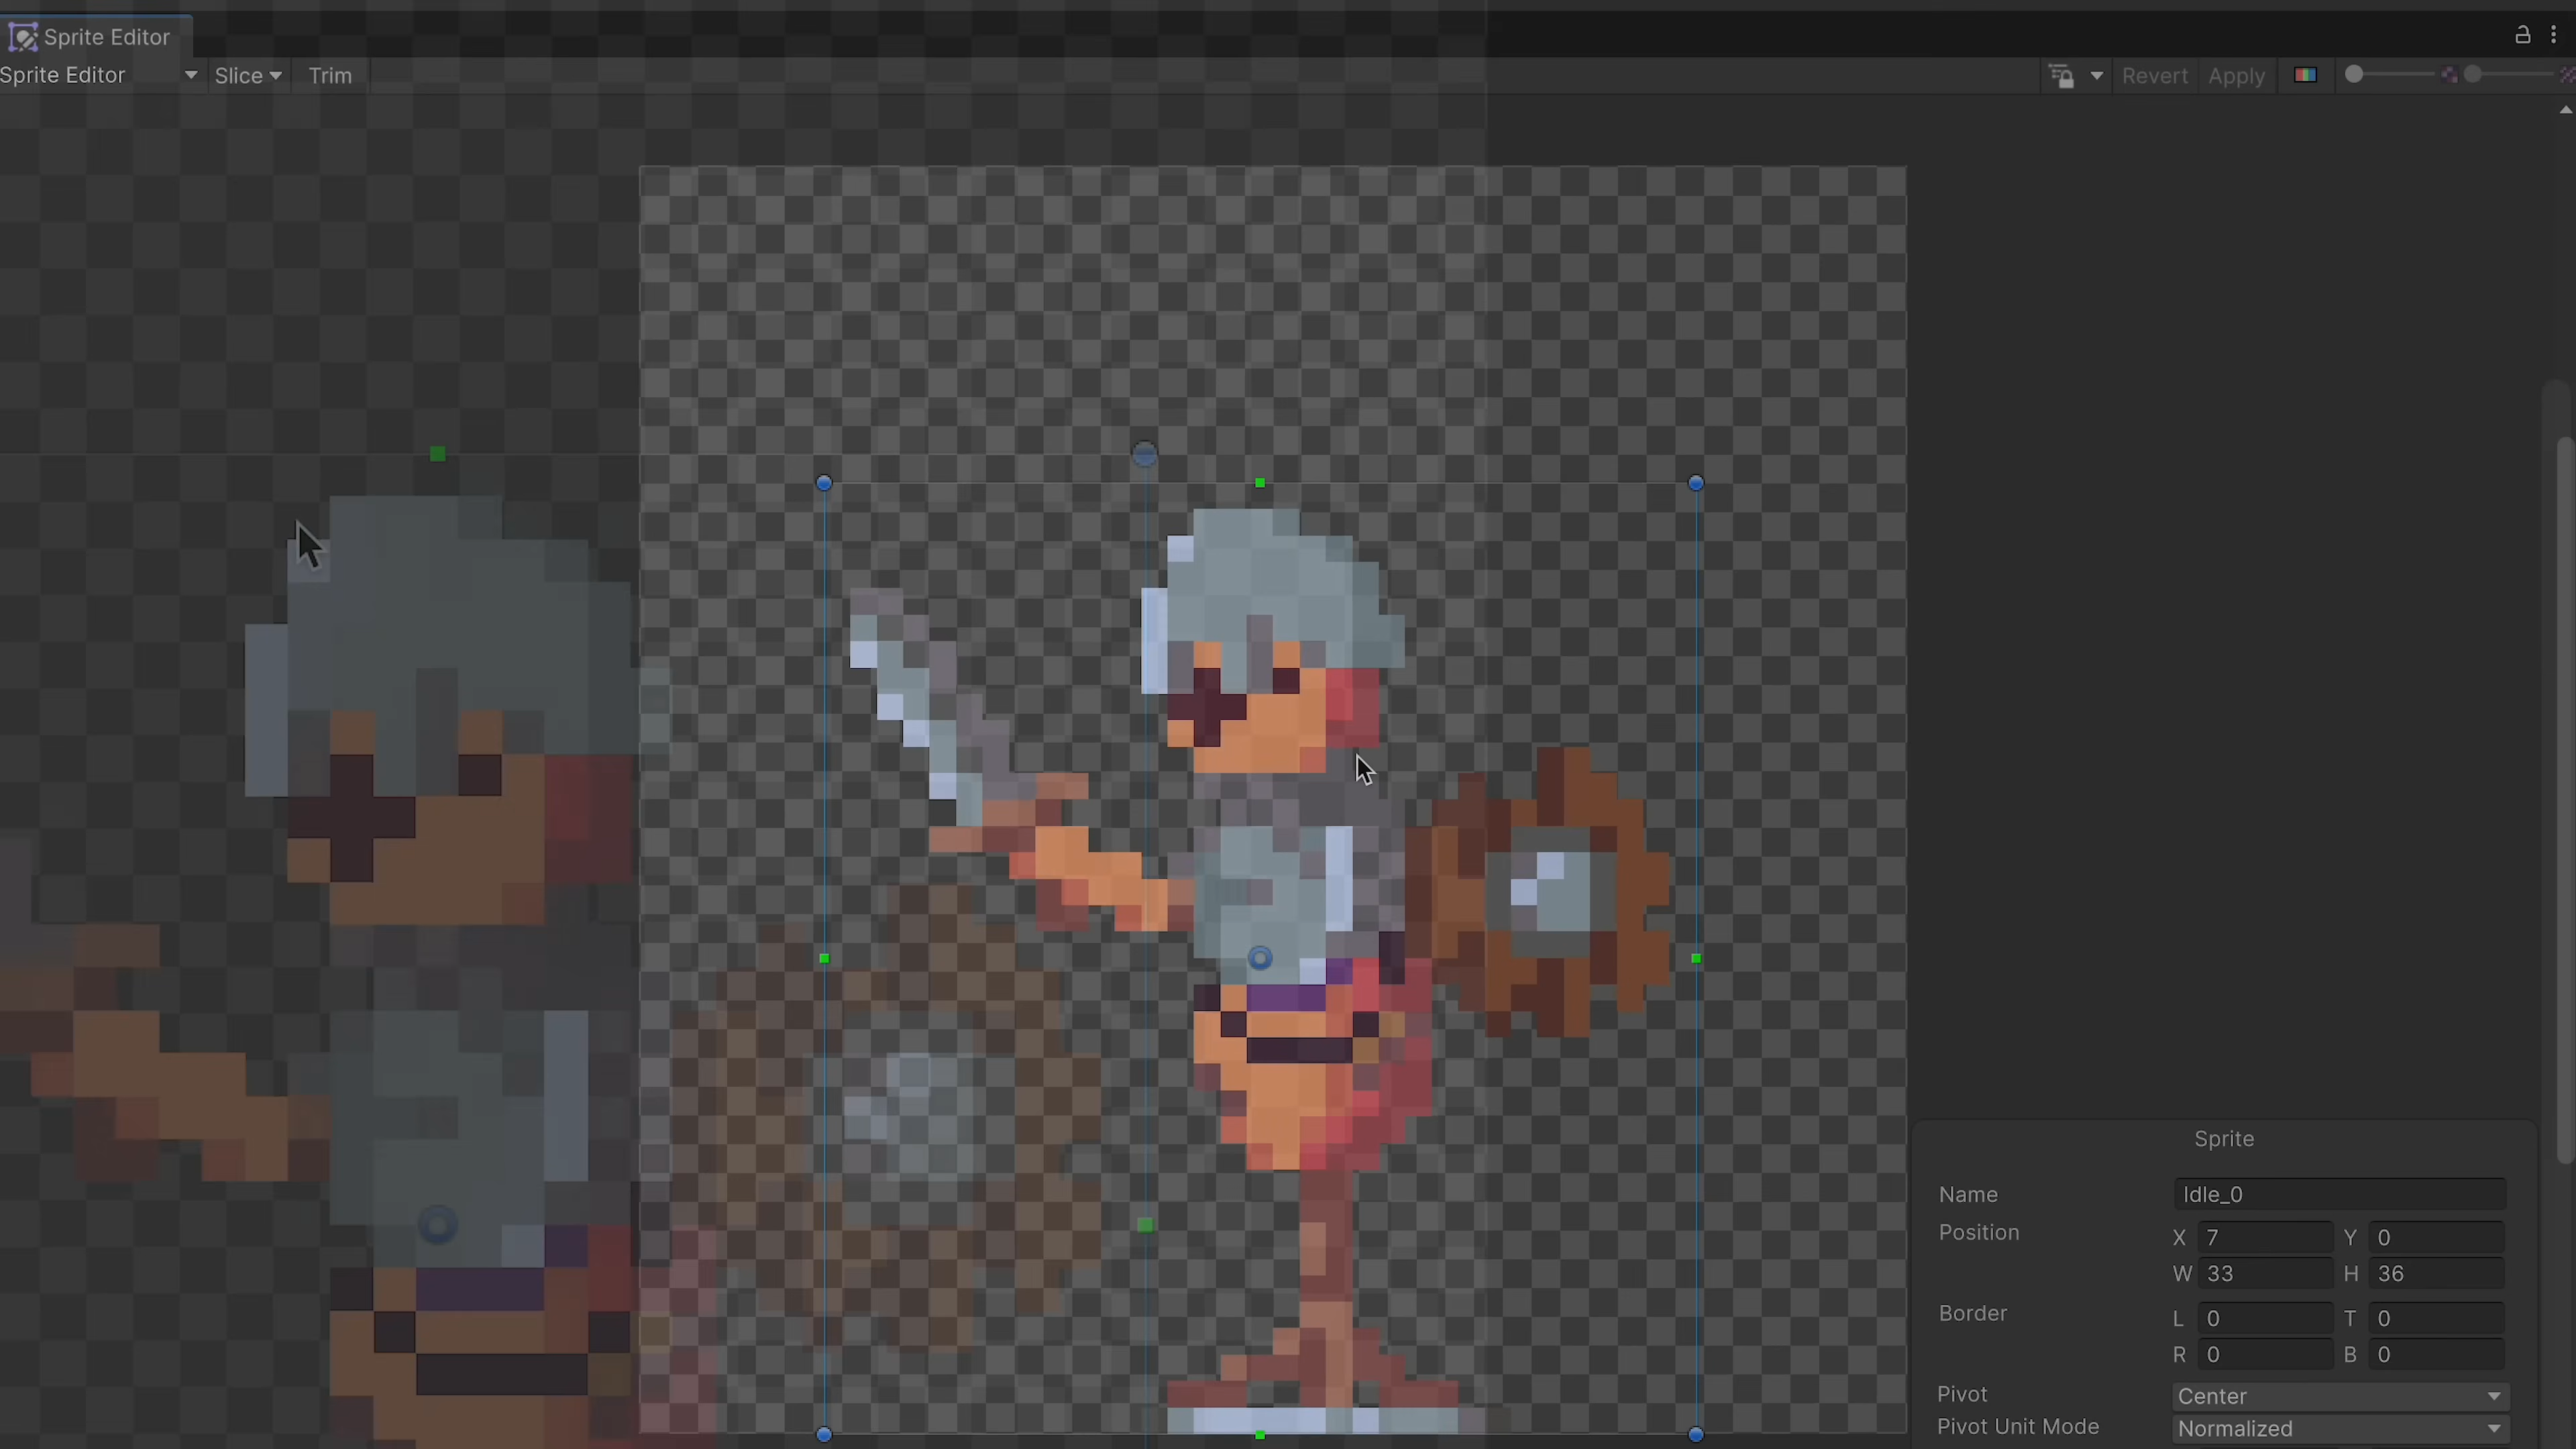 Sprite Editor
Sprite Editor Slice Trim Revert Apply
Sprite
Name Idle_0
Position X 7 Y 0
W 33 H 36
Border L 0 T 0
R 0 B 0
Pivot Center
Pivot Unit Mode Normalized